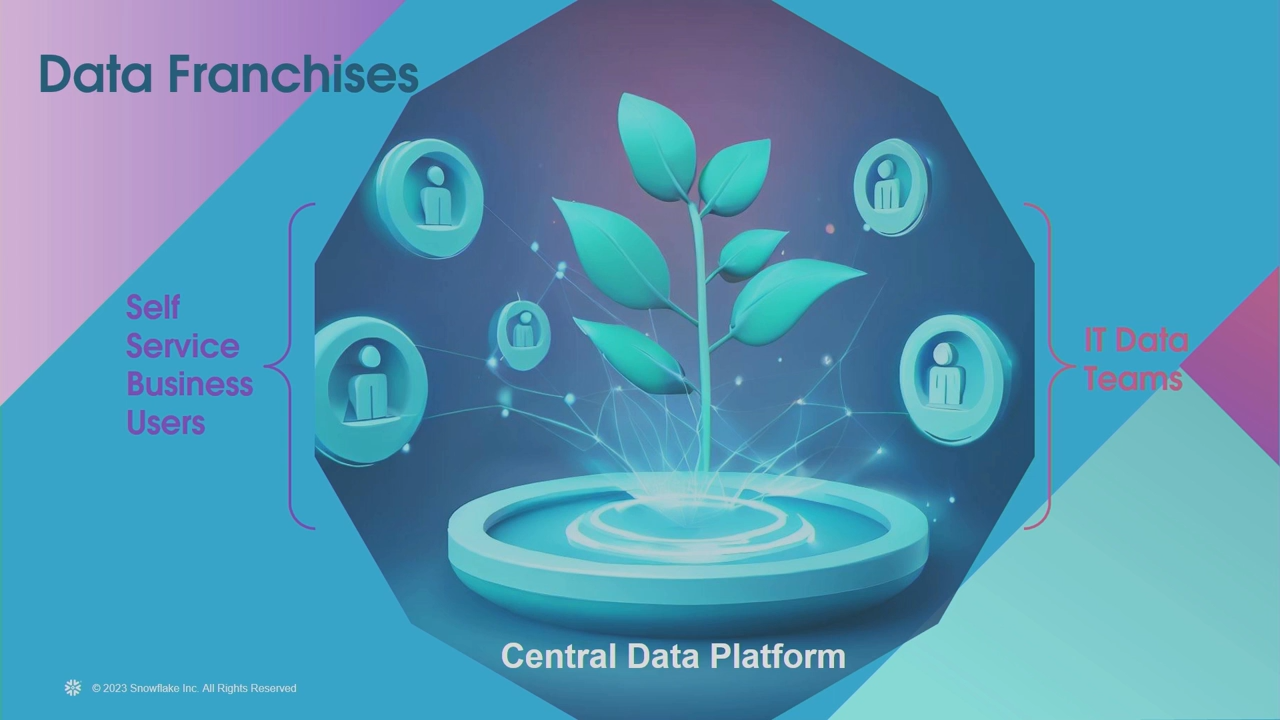 Data Franchises
Self
Service
Business
Users
IT Data
Teams
Central Data Platform
© 2023 Snowflake Inc. All Rights Reserved